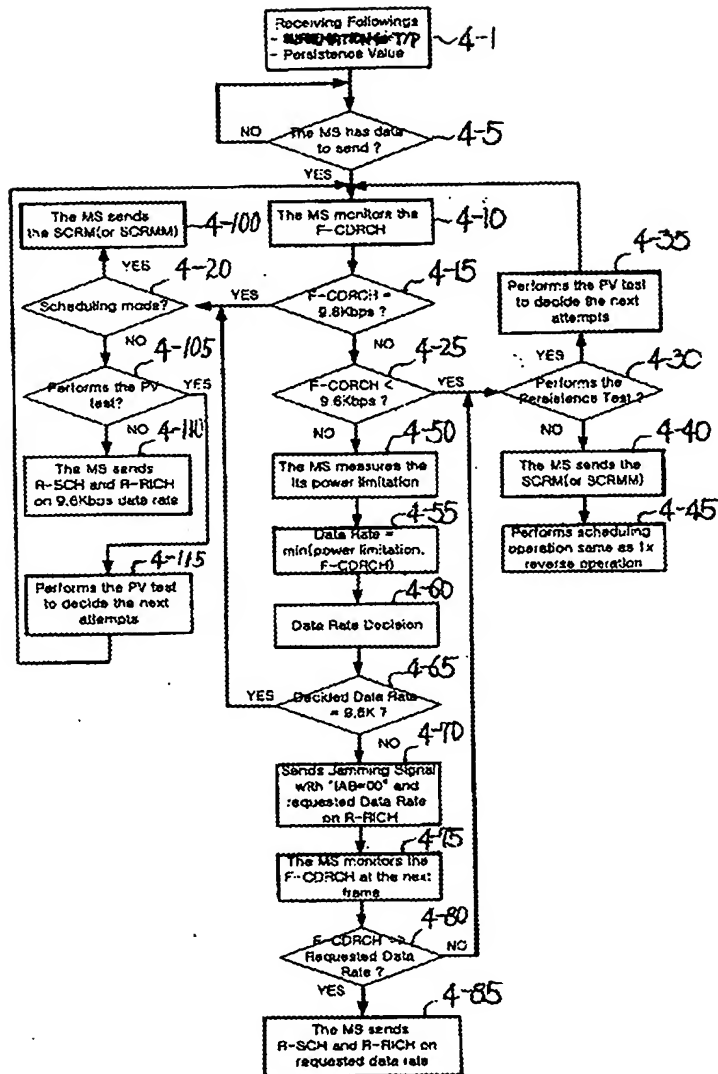 Receiving Followings
- Persistence Value
4-1
The MS has data
to send ?
4-5
NO
YES
The MS sends
the SCRM(or SCRMM)
4-100
The MS monitors the
F-CDRCH
4-10
4-35
Performs the PV test
to decide the next
attempts
YES
4-20
Scheduling mode?
YES
F-CDRCH =
9.6Kbps ?
4-15
NO
NO
4-105
Performs the PV
test?
YES
4-25
F-CDRCH <
9.6Kbps ?
YES
YES
4-30
Performs the
Persistence Test ?
NO
4-110
The MS sends
R-SCH and R-RICH
on 9.6Kbps data rate
NO
4-50
The MS measures the
its power limitation
NO
4-40
The MS sends the
SCRM(or SCRMM)
4-55
Data Rate =
min(power limitation,
F-CDRCH)
4-45
Performs scheduling
operation same as 1x
reverse operation
4-115
Performs the PV test
to decide the next
attempts
4-60
Data Rate Decision
4-65
YES
Decided Data Rate
= 9.6K ?
NO
4-70
Sends Jamming Signal
with "IAB=00" and
requested Data Rate
on R-RICH
4-75
The MS monitors the
F-CDRCH at the next
frame
4-80
F-CDRCH
Requested Data
Rate ?
NO
YES
4-85
The MS sends
R-SCH and R-RICH on
requested data rate